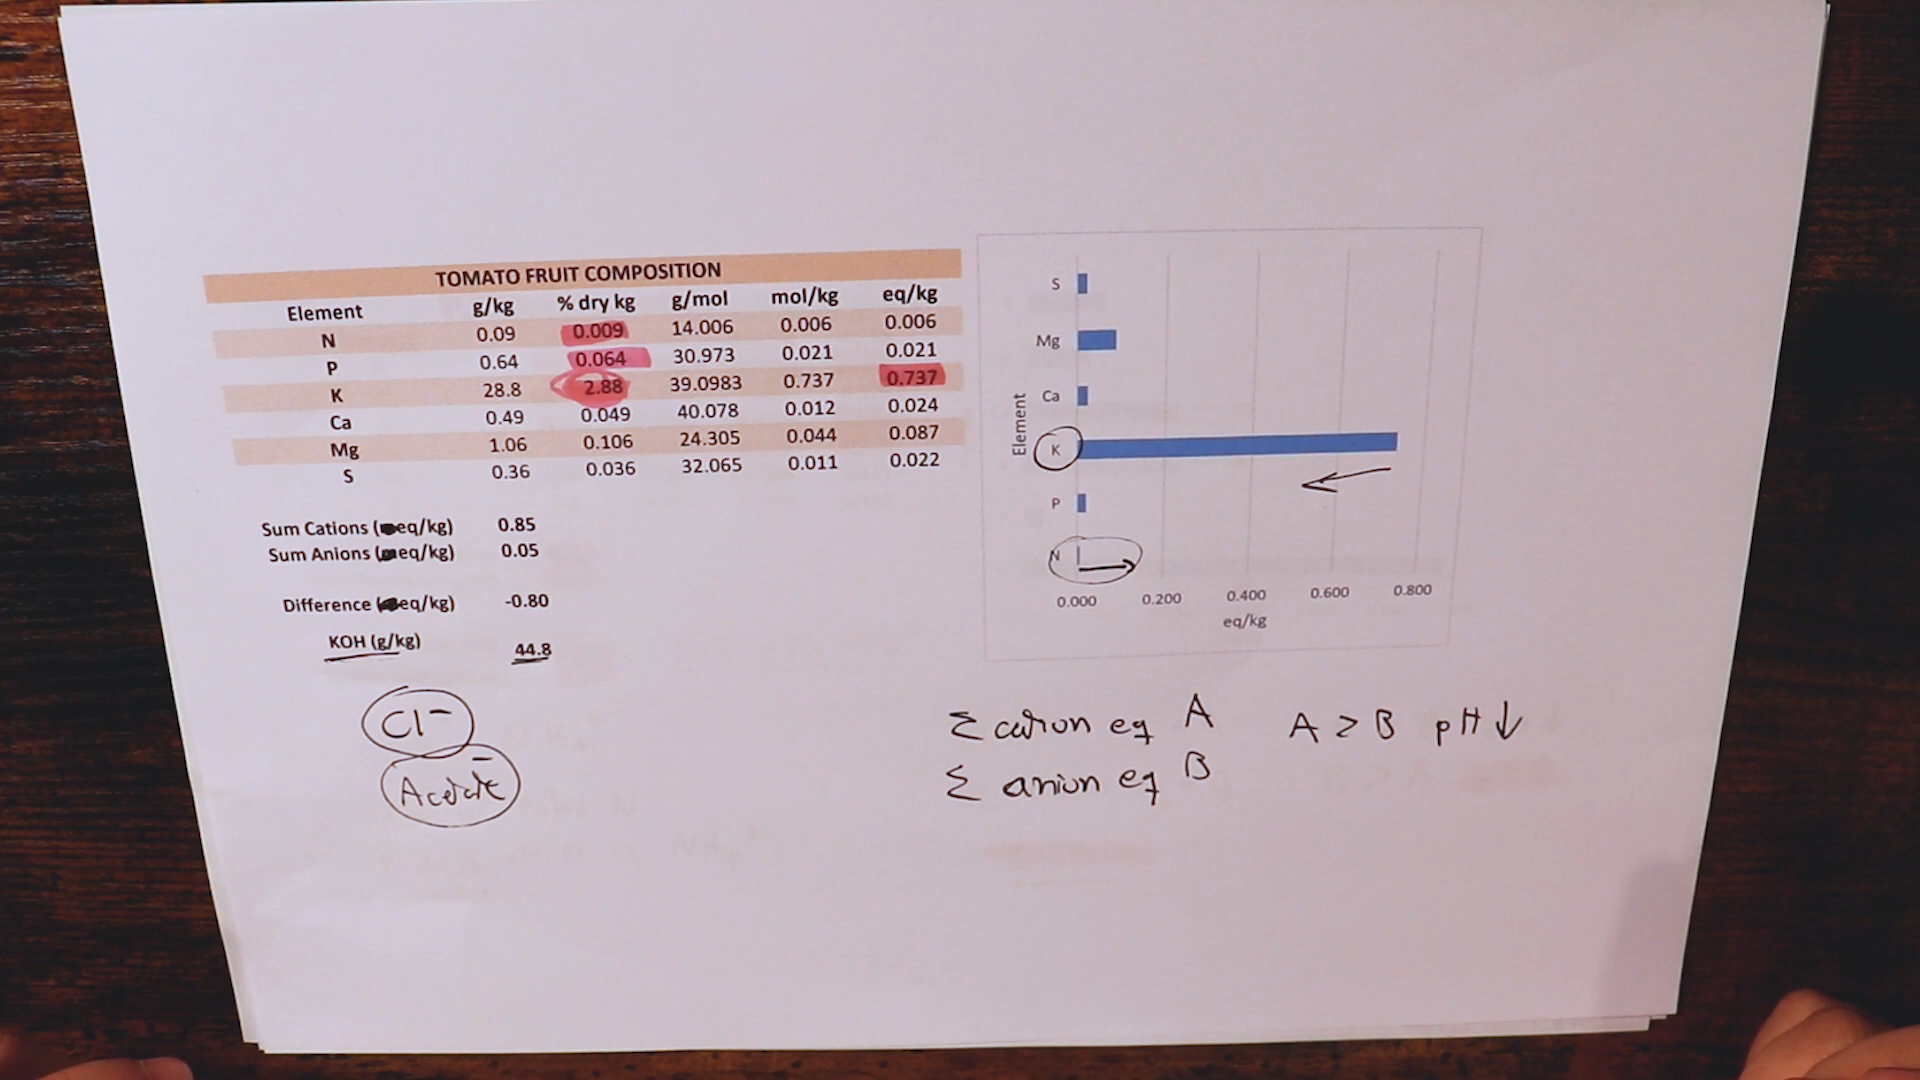 TOMATO FRUIT COMPOSITION
Element g/kg % dry kg g/mol mol/kg eq/kg
N 0.09 0.009 14.006 0.006 0.006
P 0.64 0.064 30.973 0.021 0.021
K 28.8 2.88 39.0983 0.737 0.737
Ca 0.49 0.049 40.078 0.012 0.024
Mg 1.06 0.106 24.305 0.044 0.087
S 0.36 0.036 32.065 0.011 0.022
Sum Cations (eq/kg) 0.85
Sum Anions (eq/kg) 0.05
Difference (eq/kg) -0.80
KOH (g/kg) 44.8
Cl⁻
Acetate⁻
S
Mg
Ca
K
P
N
Element
0.000 0.200 0.400 0.600 0.800
eq/kg
Σ cation eq A A > B pH ↓
Σ anion eq B